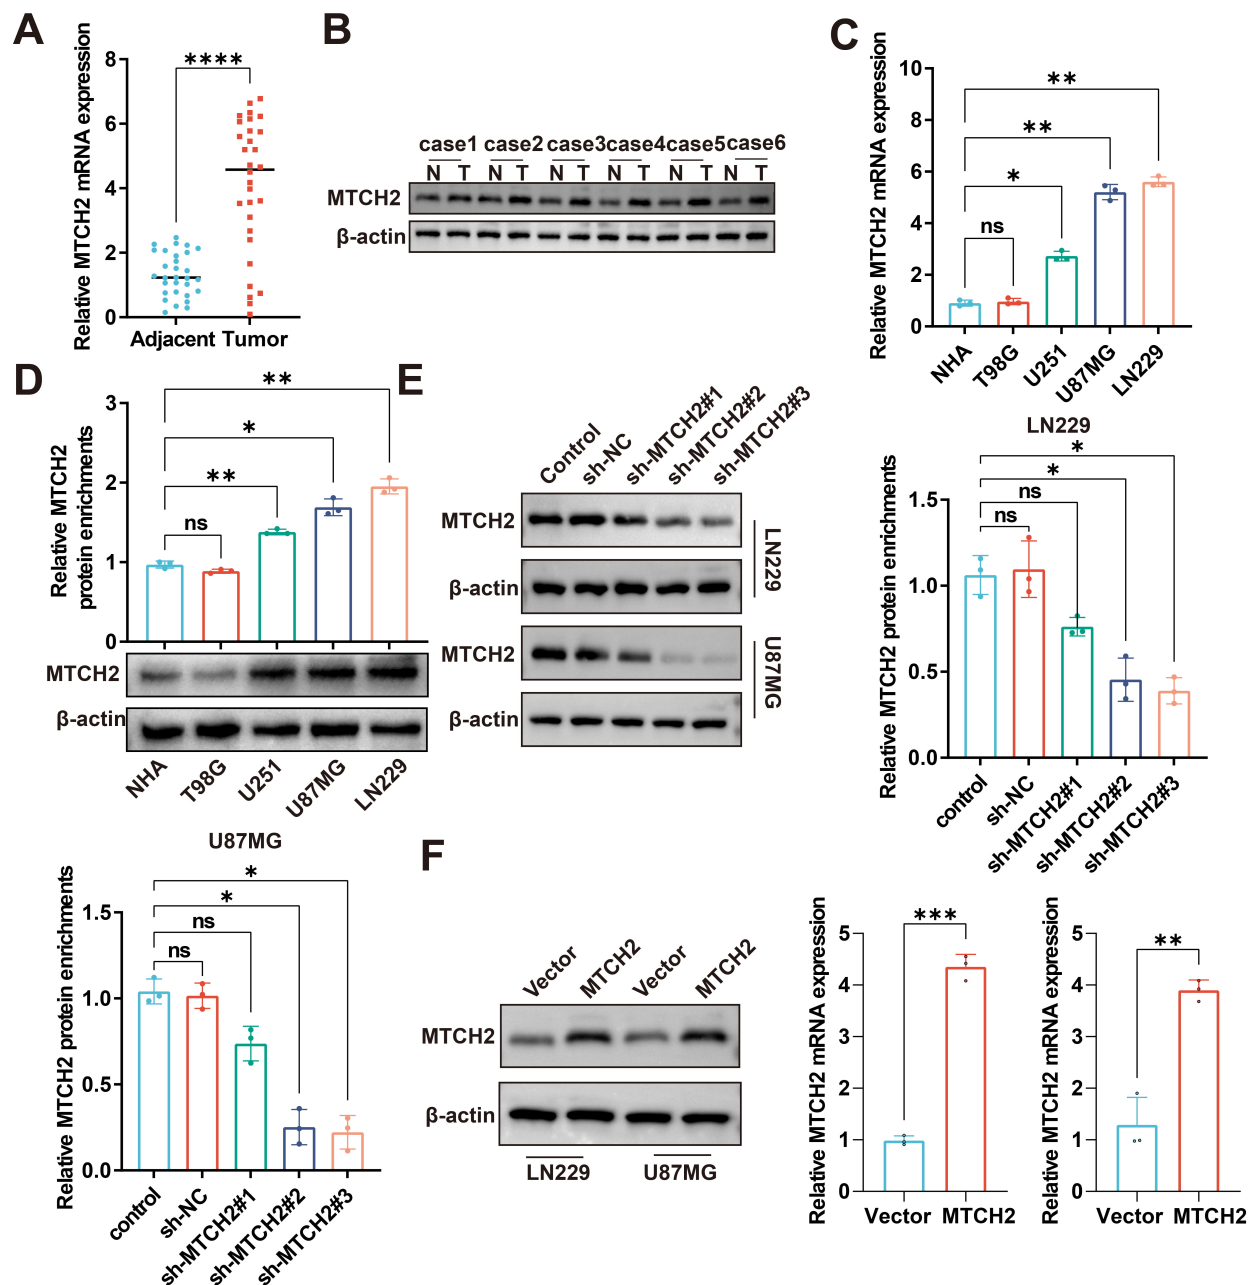 A
Relative MTCH2 mRNA expression
8
6
4
2
0
****
Adjacent Tumor
B
case1 case2 case3 case4 case5 case6
N T N T N T N T N T N T
MTCH2
β-actin
C
Relative MTCH2 mRNA expression
10
8
6
4
2
0
**
**
*
ns
NHA
T98G
U251
U87MG
LN229
D
Relative MTCH2
protein enrichments
3
2
1
0
**
*
**
ns
MTCH2
β-actin
NHA
T98G
U251
U87MG
LN229
E
Control
sh-NC
sh-MTCH2#1
sh-MTCH2#2
sh-MTCH2#3
MTCH2
β-actin
LN229
MTCH2
β-actin
U87MG
LN229
Relative MTCH2 protein enrichments
1.5
1.0
0.5
0.0
*
*
ns
ns
control
sh-NC
sh-MTCH2#1
sh-MTCH2#2
sh-MTCH2#3
U87MG
Relative MTCH2 protein enrichments
1.5
1.0
0.5
0.0
*
*
ns
ns
control
sh-NC
sh-MTCH2#1
sh-MTCH2#2
sh-MTCH2#3
F
Vector
MTCH2
Vector
MTCH2
MTCH2
β-actin
LN229 U87MG
Relative MTCH2 mRNA expression
5
4
3
2
1
0
***
Vector MTCH2
Relative MTCH2 mRNA expression
5
4
3
2
1
0
**
Vector MTCH2